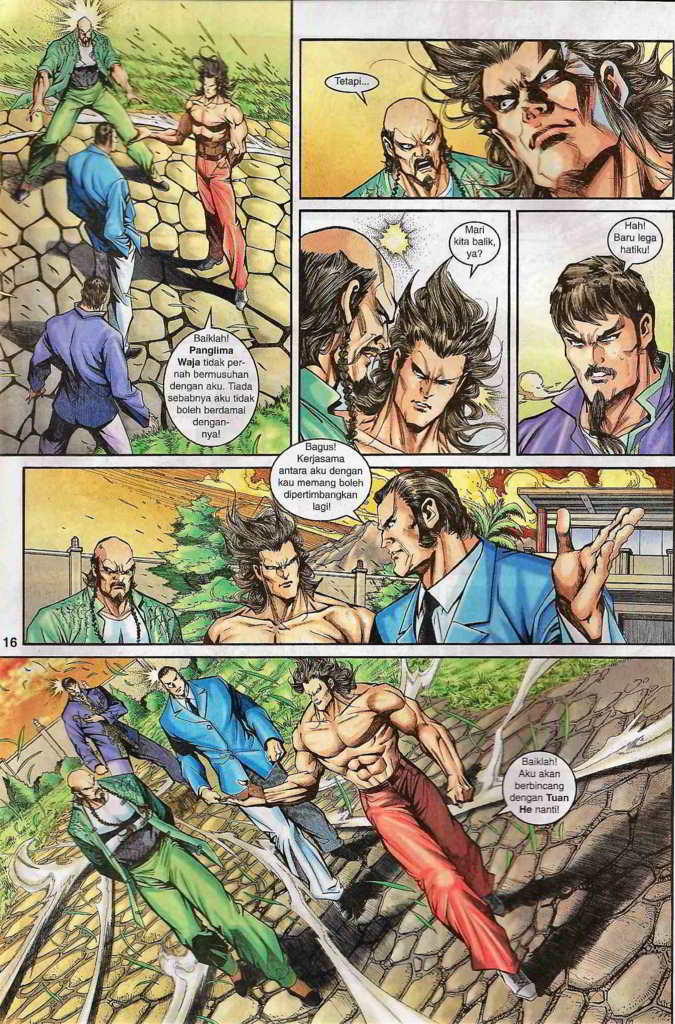 Baiklah!
Panglima
Waja tidak per-
nah bermusuhan
dengan aku. Tiada
sebabnya aku tidak
boleh berdamai
dengan-
nya!
Tetapi...
Mari
kita balik,
ya?
Hah!
Baru lega
hatiku!
Bagus!
Kerjasama
antara aku dengan
kau memang boleh
dipertimbangkan
lagi!
16
Baiklah!
Aku akan
berbincang
dengan Tuan
He nanti!